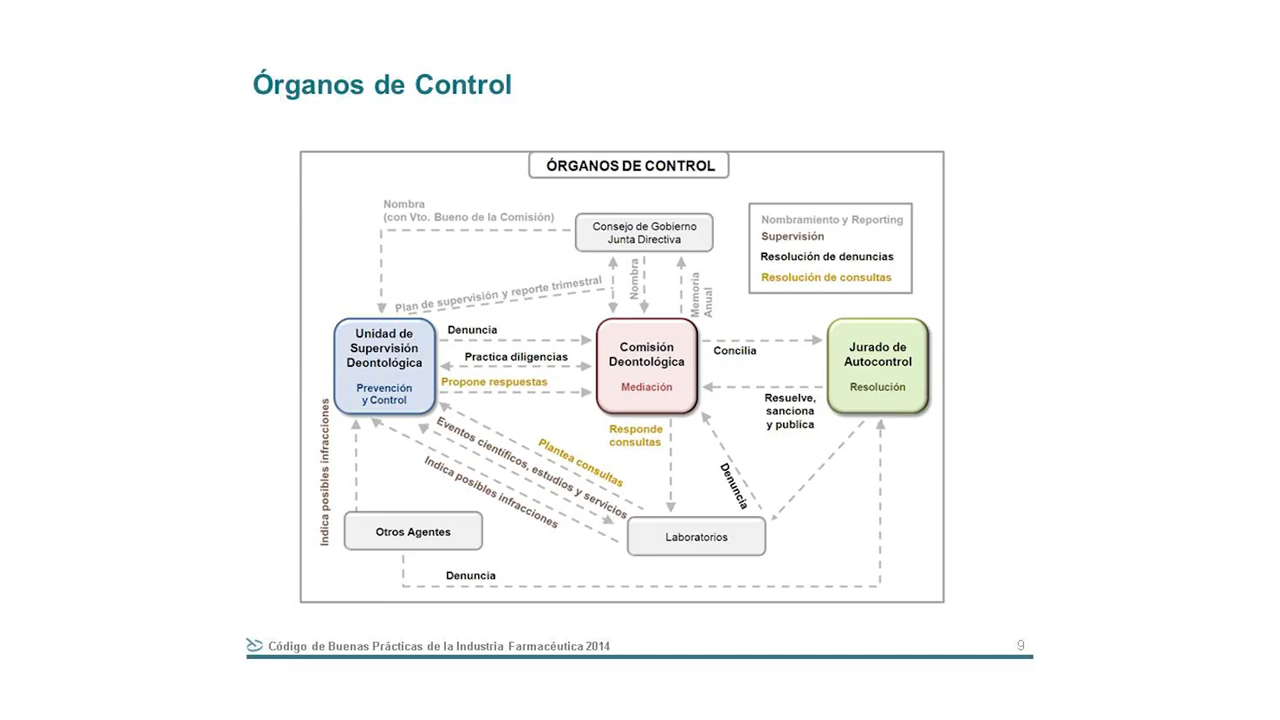 Órganos de Control
ÓRGANOS DE CONTROL
Nombra
(con Vto. Bueno de la Comisión)
Consejo de Gobierno
Junta Directiva
Nombramiento y Reporting
Supervisión
Resolución de denuncias
Resolución de consultas
Plan de supervisión y reporte trimestral
Nombra
Memoria
Anual
Unidad de
Supervisión
Deontológica
Prevención
y Control
Denuncia
Practica diligencias
Propone respuestas
Comisión
Deontológica
Mediación
Concilia
Resuelve,
sanciona
y publica
Jurado de
Autocontrol
Resolución
Indica posibles infracciones
Eventos científicos, estudios y servicios
Plantea consultas
Indica posibles infracciones
Responde
consultas
Denuncia
Otros Agentes
Laboratorios
Denuncia
Código de Buenas Prácticas de la Industria Farmacéutica 2014
9